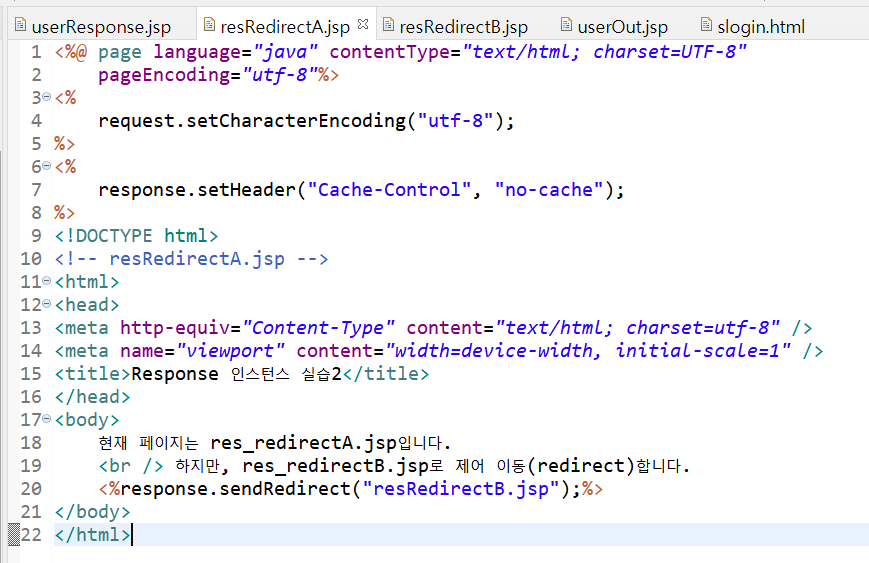 userResponse.jsp resRedirectA.jsp resRedirectB.jsp userOut.jsp slogin.html
1 <%@ page language="java" contentType="text/html; charset=UTF-8"
2 pageEncoding="utf-8"%>
3 <%
4 request.setCharacterEncoding("utf-8");
5 %>
6 <%
7 response.setHeader("Cache-Control", "no-cache");
8 %>
9 <!DOCTYPE html>
10 <!-- resRedirectA.jsp -->
11 <html>
12 <head>
13 <meta http-equiv="Content-Type" content="text/html; charset=utf-8" />
14 <meta name="viewport" content="width=device-width, initial-scale=1" />
15 <title>Response 인스턴스 실습2</title>
16 </head>
17 <body>
18 현재 페이지는 res_redirectA.jsp입니다.
19 <br /> 하지만, res_redirectB.jsp로 제어 이동(redirect)합니다.
20 <%response.sendRedirect("resRedirectB.jsp");%>
21 </body>
22 </html>